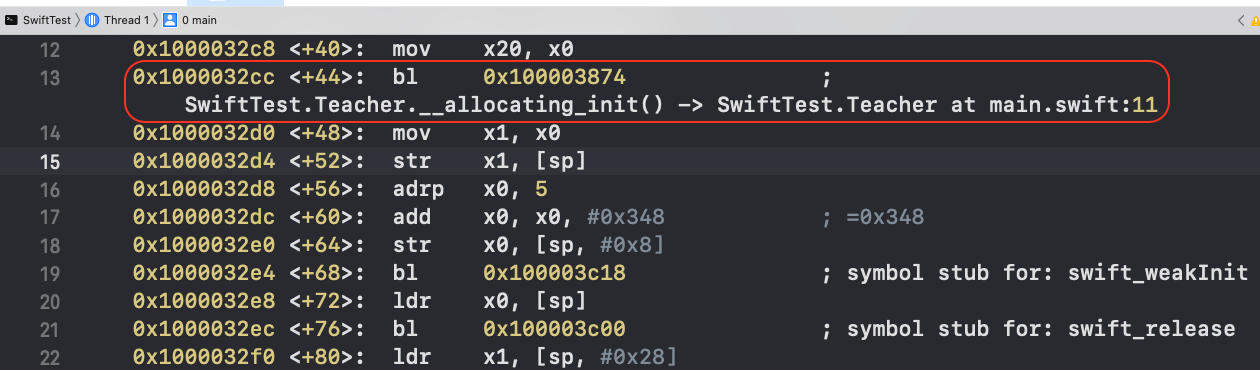 SwiftTest 〉 Thread 1 〉 0 main
12 0x1000032c8 <+40>: mov x20, x0
13 0x1000032cc <+44>: bl 0x100003874 ;
SwiftTest.Teacher.__allocating_init() -> SwiftTest.Teacher at main.swift:11
14 0x1000032d0 <+48>: mov x1, x0
15 0x1000032d4 <+52>: str x1, [sp]
16 0x1000032d8 <+56>: adrp x0, 5
17 0x1000032dc <+60>: add x0, x0, #0x348 ; =0x348
18 0x1000032e0 <+64>: str x0, [sp, #0x8]
19 0x1000032e4 <+68>: bl 0x100003c18 ; symbol stub for: swift_weakInit
20 0x1000032e8 <+72>: ldr x0, [sp]
21 0x1000032ec <+76>: bl 0x100003c00 ; symbol stub for: swift_release
22 0x1000032f0 <+80>: ldr x1, [sp, #0x28]